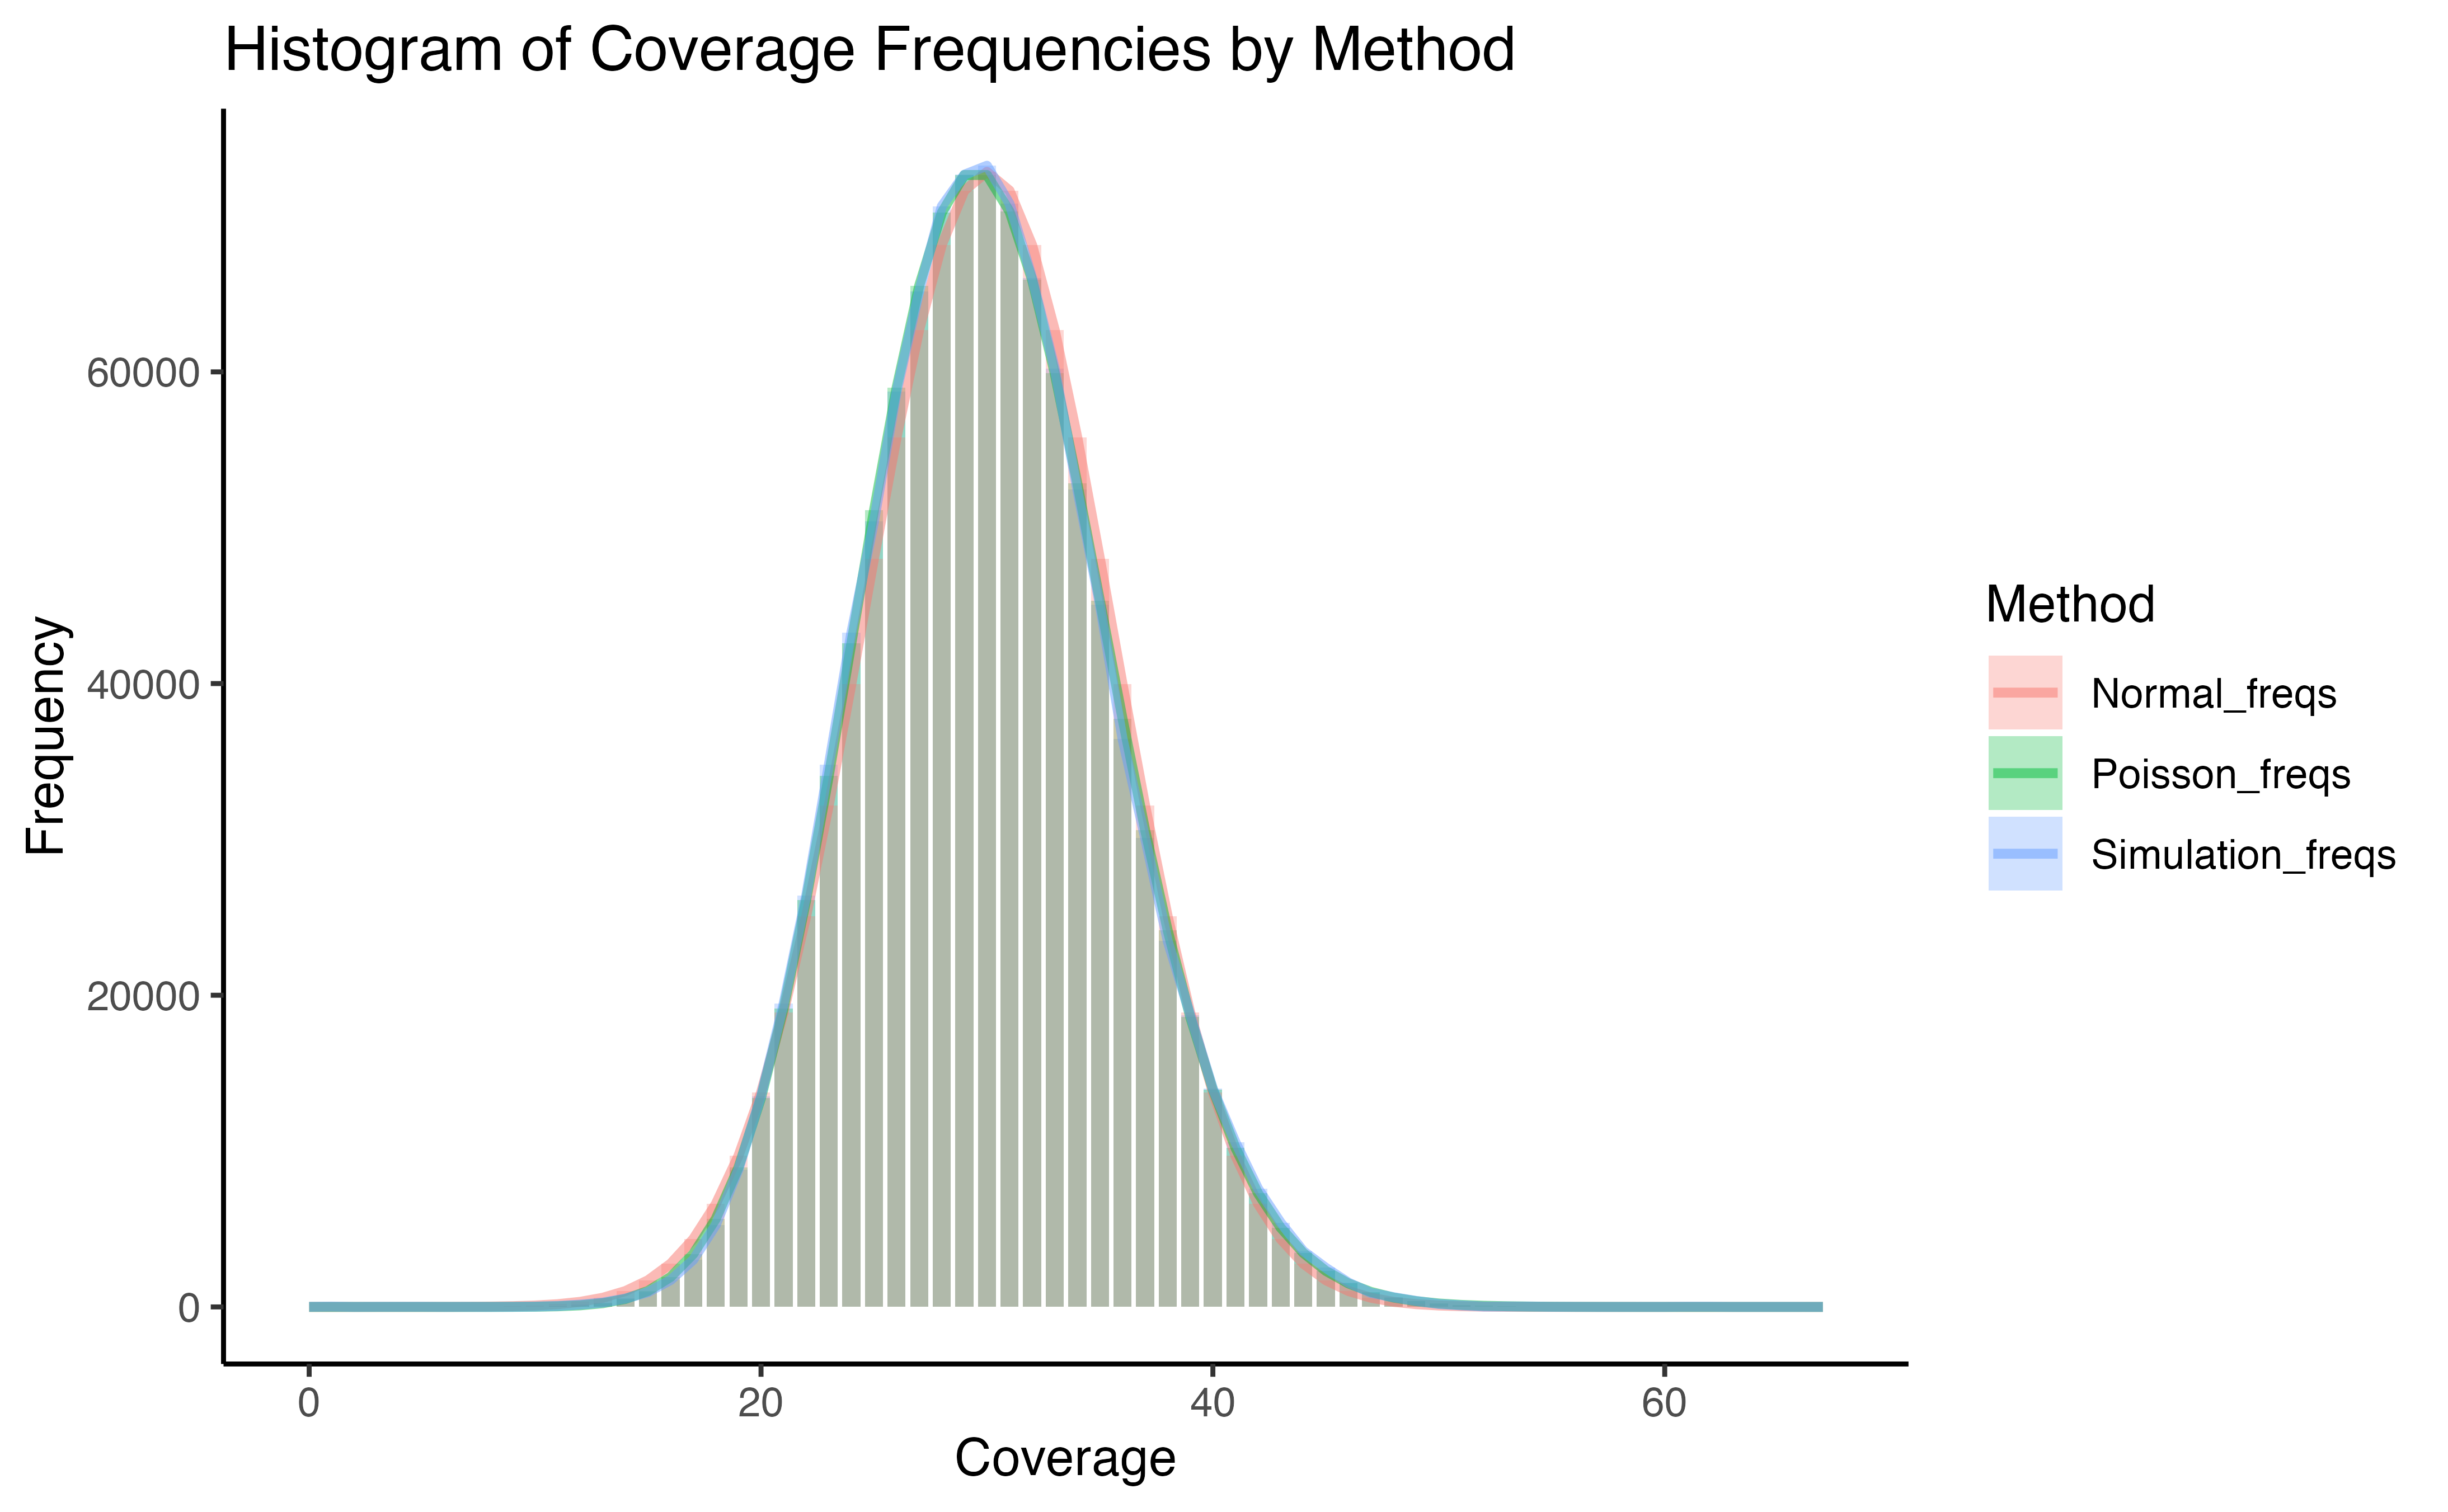 Histogram of Coverage Frequencies by Method
Frequency
60000
40000
20000
0
0 20 40 60
Coverage
Method
Normal_freqs
Poisson_freqs
Simulation_freqs